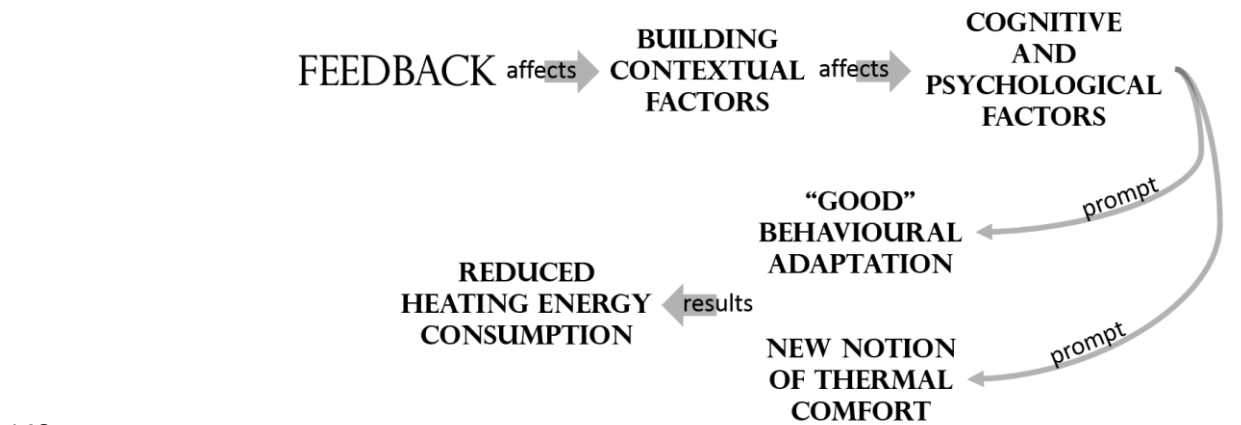 FEEDBACK
affects
BUILDING
CONTEXTUAL
FACTORS
affects
COGNITIVE
AND
PSYCHOLOGICAL
FACTORS
prompt
“GOOD”
BEHAVIOURAL
ADAPTATION
prompt
NEW NOTION
OF THERMAL
COMFORT
results
REDUCED
HEATING ENERGY
CONSUMPTION